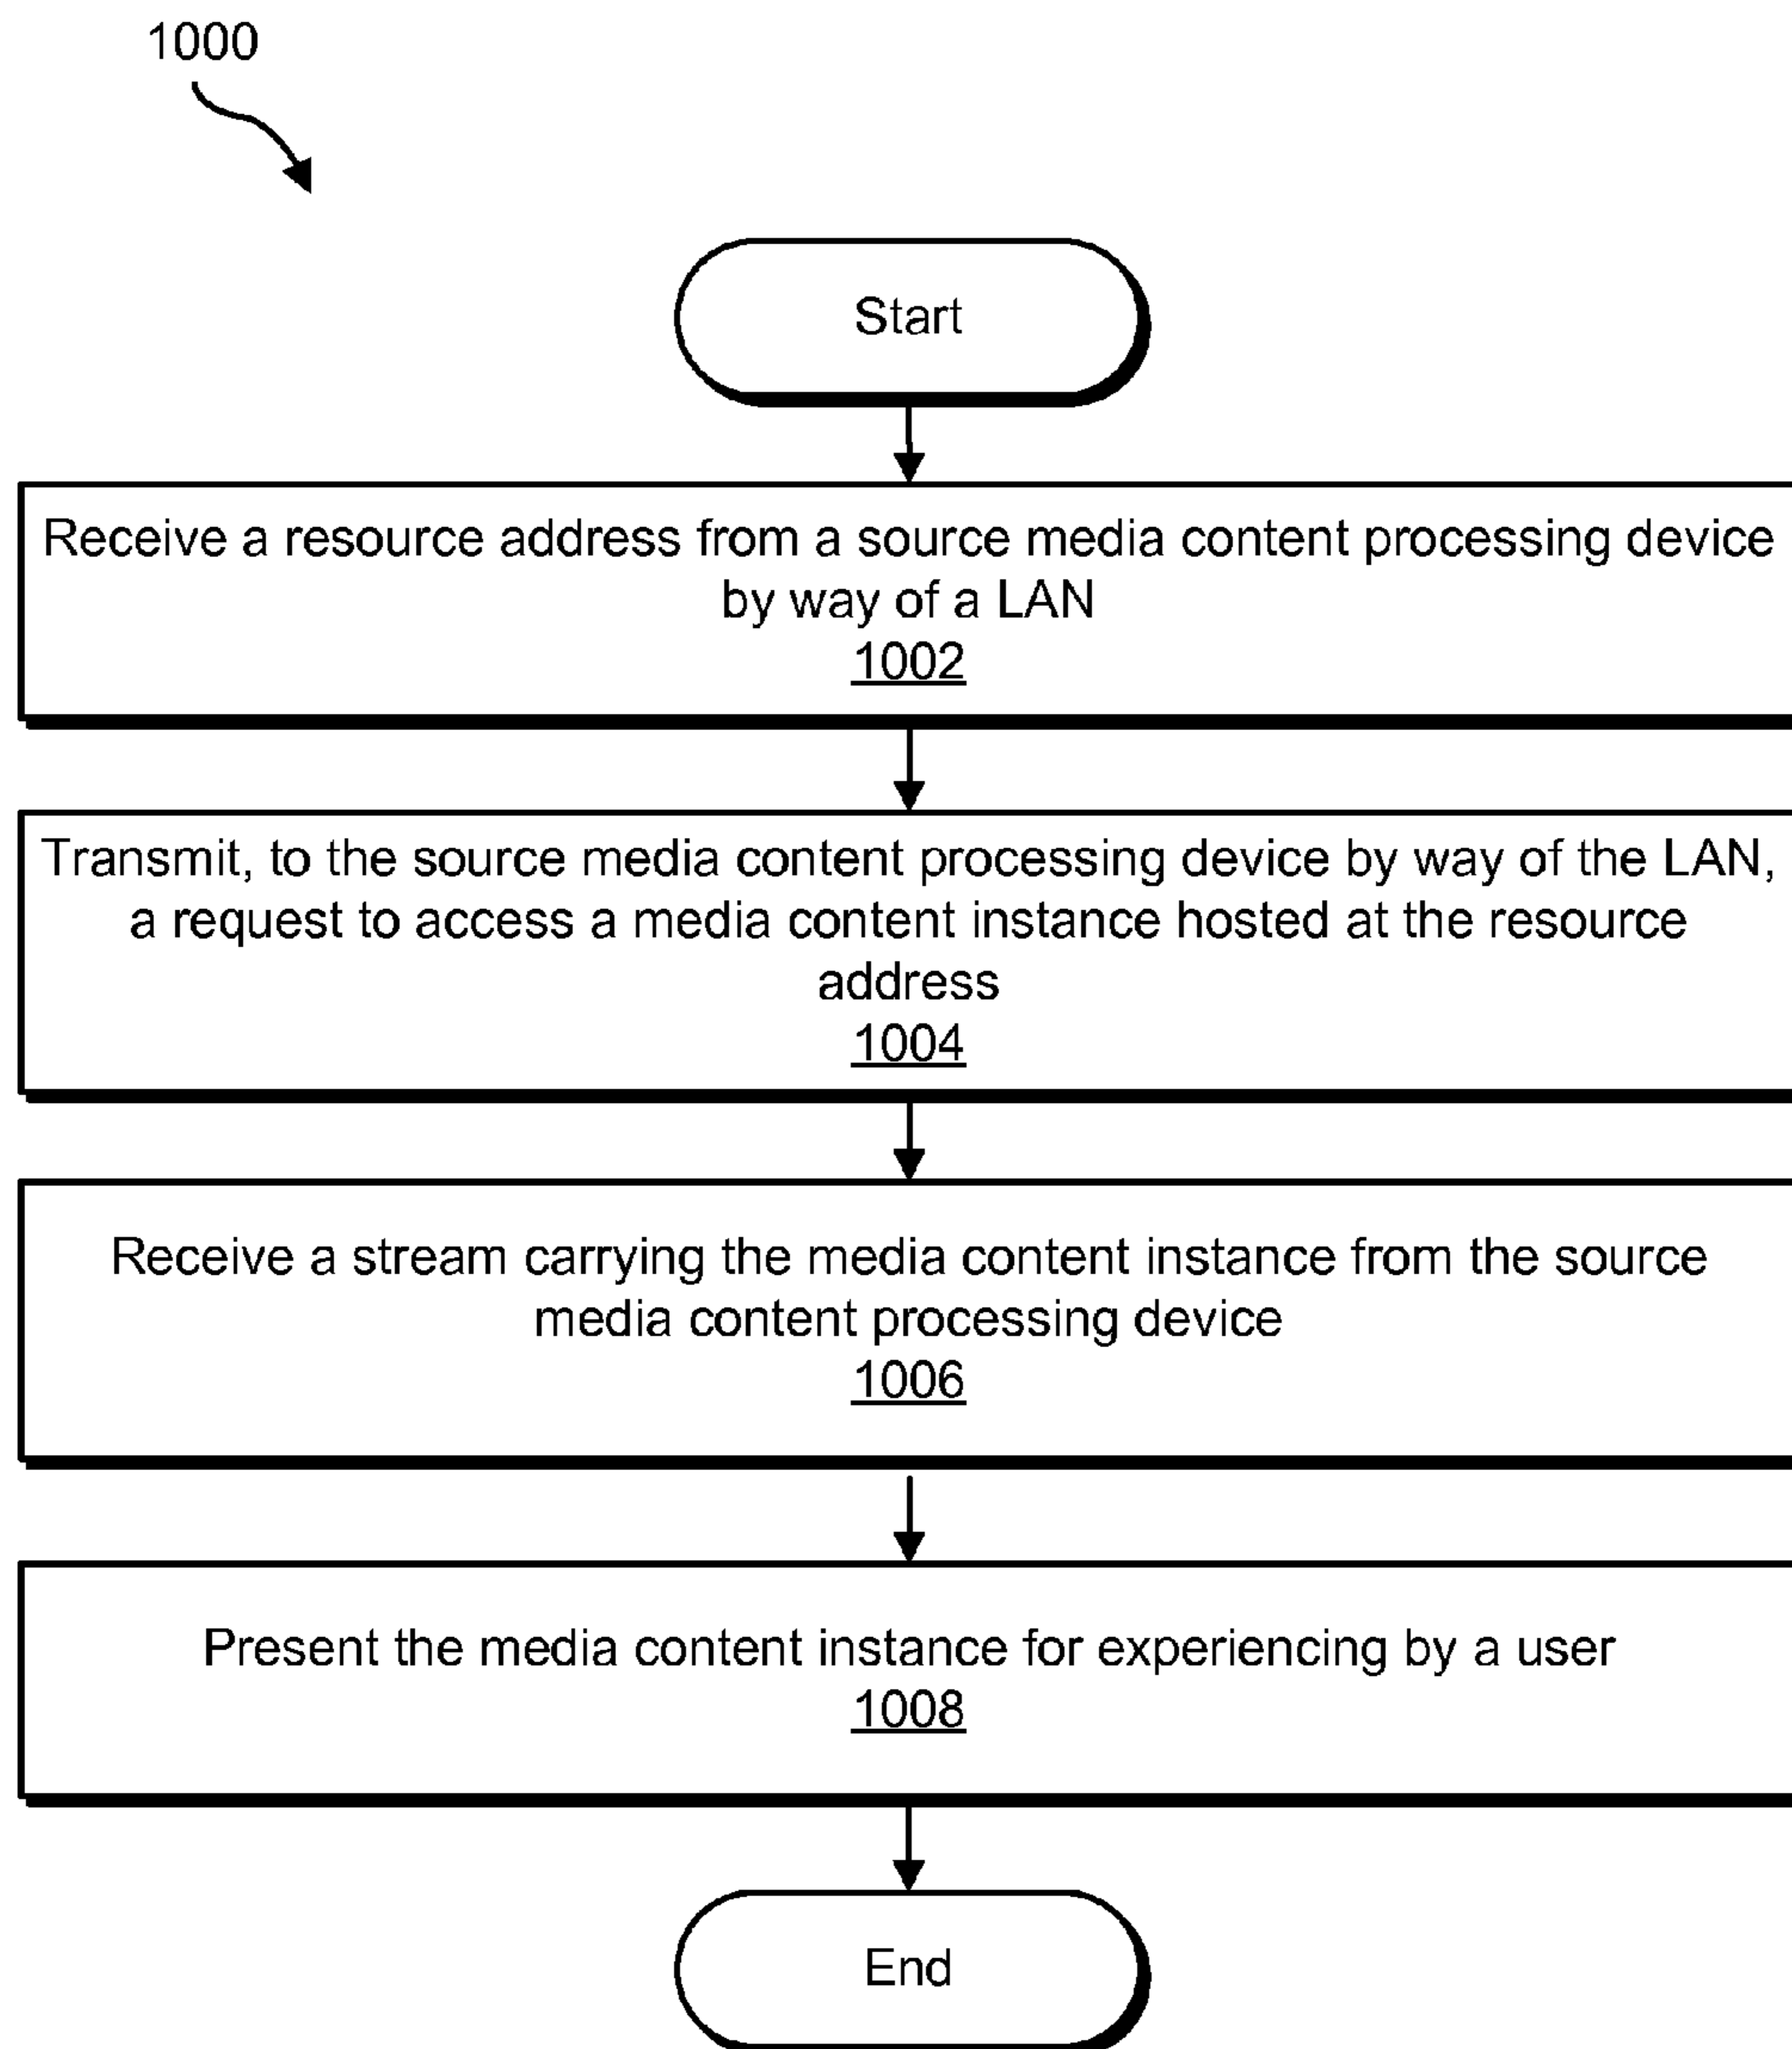 1000
Start
Receive a resource address from a source media content processing device
by way of a LAN
1002
Transmit, to the source media content processing device by way of the LAN,
a request to access a media content instance hosted at the resource
address
1004
Receive a stream carrying the media content instance from the source
media content processing device
1006
Present the media content instance for experiencing by a user
1008
End